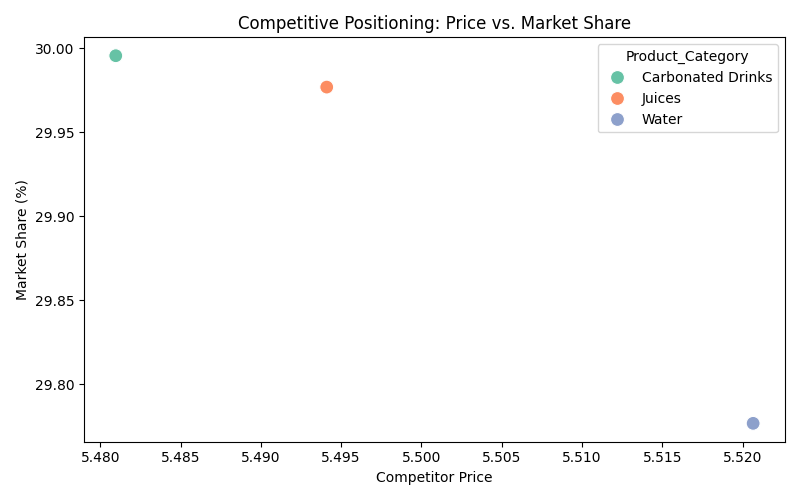 Competitive Positioning: Price vs. Market Share
30.00
29.95
29.90
29.85
29.80
Market Share (%)
Product_Category
Carbonated Drinks
Juices
Water
5.480 5.485 5.490 5.495 5.500 5.505 5.510 5.515 5.520
Competitor Price